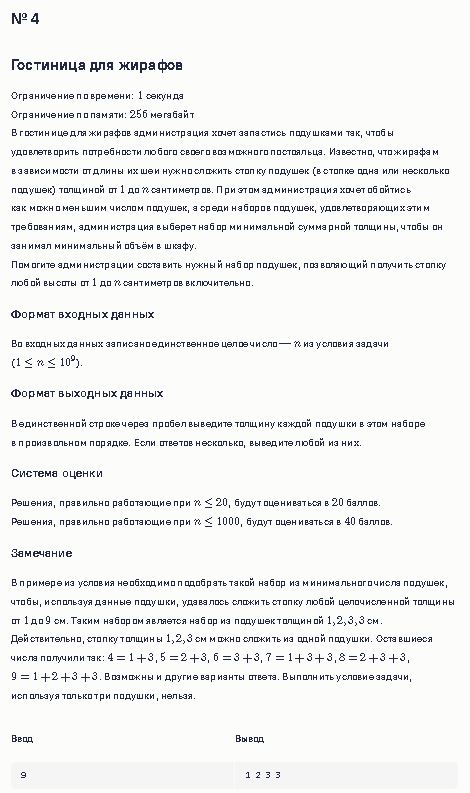 № 4
Гостиница для жирафов
Ограничение по времени: 1 секунда
Ограничение по памяти: 256 мегабайт
В гостинице для жирафов администрация хочет запастись подушками так, чтобы
удовлетворить потребности любого своего возможного постояльца. Известно, что жирафам
в зависимости от длины их шеи нужно сложить стопку подушек (в стопке одна или несколько
подушек) толщиной от 1 до n сантиметров. При этом администрация хочет обойтись
как можно меньшим числом подушек, а среди наборов подушек, удовлетворяющих этим
требованиям, администрация выберет набор минимальной суммарной толщины, чтобы он
занимал минимальный объём в шкафу.
Помогите администрации составить нужный набор подушек, позволяющий получить стопку
любой высоты от 1 до n сантиметров включительно.
Формат входных данных
Во входных данных записано единственное целое число — n из условия задачи
(1 ≤ n ≤ 10⁹).
Формат выходных данных
В единственной строке через пробел выведите толщину каждой подушки в этом наборе
в произвольном порядке. Если ответов несколько, выведите любой из них.
Система оценки
Решения, правильно работающие при n ≤ 20, будут оцениваться в 20 баллов.
Решения, правильно работающие при n ≤ 1000, будут оцениваться в 40 баллов.
Замечание
В примере из условия необходимо подобрать такой набор из минимального числа подушек,
чтобы, используя данные подушки, удавалось сложить стопку любой целочисленной толщины
от 1 до 9 см. Таким набором является набор из подушек толщиной 1, 2, 3, 3 см.
Действительно, стопку толщины 1, 2, 3 см можно сложить из одной подушки. Оставшиеся
числа получили так: 4 = 1 + 3, 5 = 2 + 3, 6 = 3 + 3, 7 = 1 + 3 + 3, 8 = 2 + 3 + 3,
9 = 1 + 2 + 3 + 3. Возможны и другие варианты ответа. Выполнить условие задачи,
используя только три подушки, нельзя.
Ввод Вывод
9 1 2 3 3